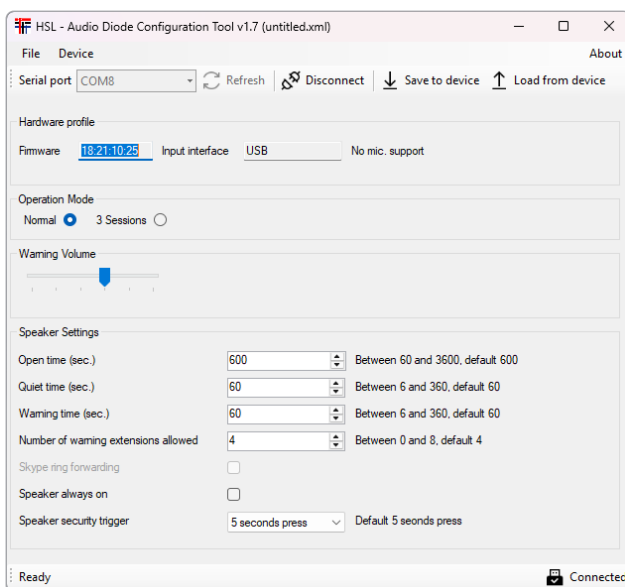 HSL - Audio Diode Configuration Tool v1.7 (untitled.xml)
File Device About
Serial port COM8 Refresh Disconnect Save to device Load from device
Hardware profile
Firmware 18:21:10:25 Input interface USB No mic. support
Operation Mode
Normal 3 Sessions
Warning Volume
Speaker Settings
Open time (sec.) 600 Between 60 and 3600, default 600
Quiet time (sec.) 60 Between 6 and 360, default 60
Warning time (sec.) 60 Between 6 and 360, default 60
Number of warning extensions allowed 4 Between 0 and 8, default 4
Skype ring forwarding
Speaker always on
Speaker security trigger 5 seconds press Default 5 seonds press
Ready Connected